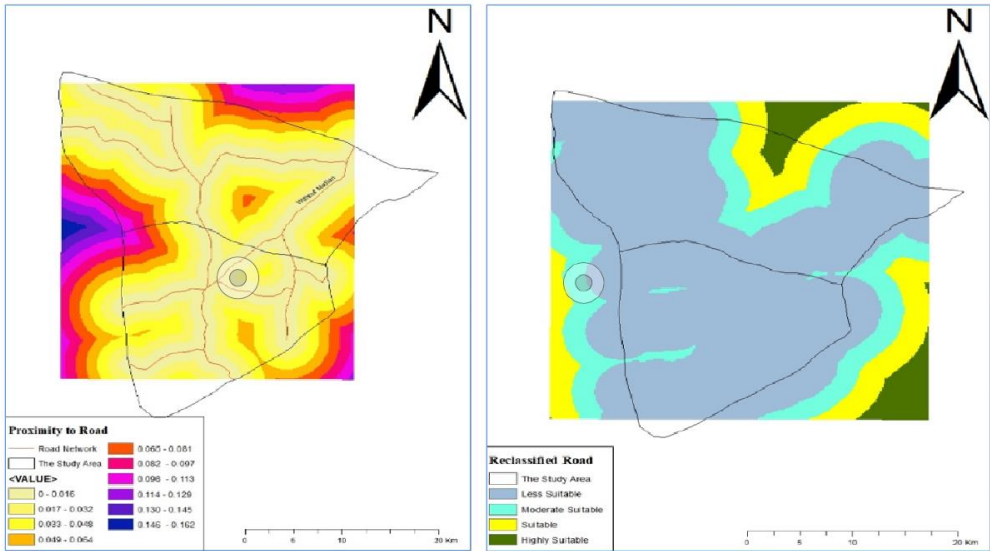 N
Proximity to Road
Road Network
The Study Area
<VALUE>
0 - 0.016
0.017 - 0.032
0.033 - 0.048
0.049 - 0.064
0.065 - 0.081
0.082 - 0.097
0.098 - 0.113
0.114 - 0.129
0.130 - 0.145
0.146 - 0.162
0 5 10 20 Km
N
Reclassified Road
The Study Area
Less Suitable
Moderate Suitable
Suitable
Highly Suitable
0 5 10 20 Km